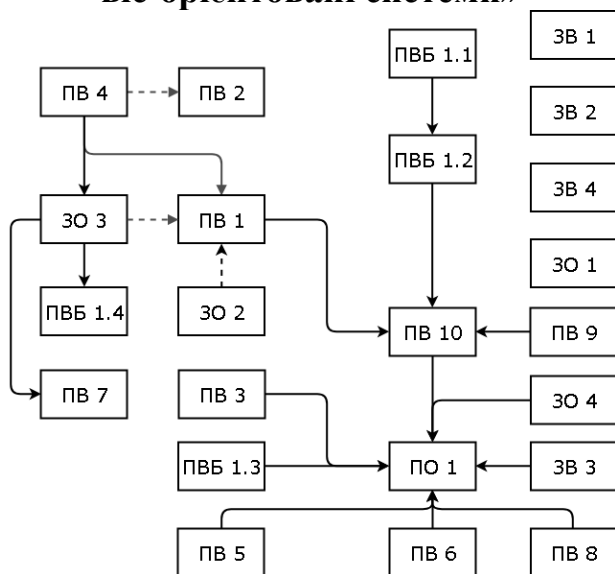 орієнтовані системи»
ПВБ 1.1
ЗВ 1
ПВ 4
ПВ 2
ЗВ 2
ПВБ 1.2
ЗВ 4
ЗО 3
ПВ 1
ЗО 1
ПВБ 1.4
ЗО 2
ПВ 10
ПВ 9
ПВ 7
ПВ 3
ЗО 4
ПВБ 1.3
ПО 1
ЗВ 3
ПВ 5
ПВ 6
ПВ 8